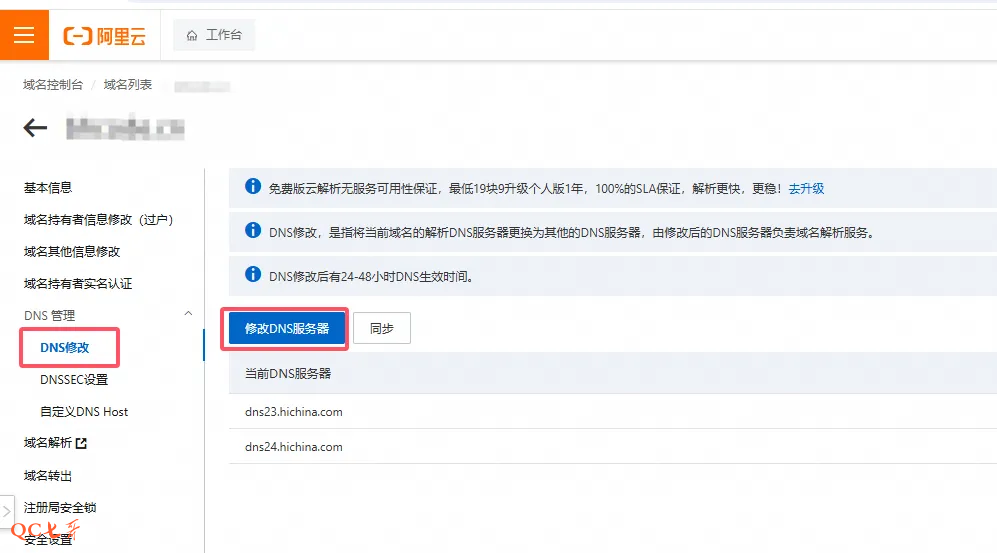 阿里云
工作台
域名控制台 / 域名列表
基本信息
域名持有者信息修改（过户）
域名其他信息修改
域名持有者实名认证
DNS 管理
DNS修改
DNSSEC设置
自定义DNS Host
域名解析
域名转出
注册局安全锁
安全设置
QC七哥
免费版云解析无服务可用性保证，最低19块9升级个人版1年，100%的SLA保证，解析更快，更稳！去升级
DNS修改，是指将当前域名的解析DNS服务器更换为其他的DNS服务器，由修改后的DNS服务器负责域名解析服务。
DNS修改后有24-48小时DNS生效时间。
修改DNS服务器
同步
当前DNS服务器
dns23.hichina.com
dns24.hichina.com